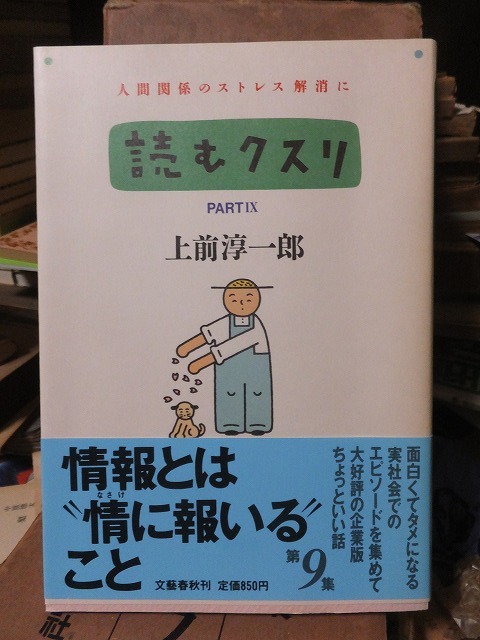 人間関係のストレス解消に
読むクスリ
PART IX
上前淳一郎
情報とは
〝情に報いる〟
なさけ
こと
面白くてタメになる
実社会での
エピソードを集めて
大好評の企業版
ちょっといい話
第9集
文藝春秋刊 定価850円